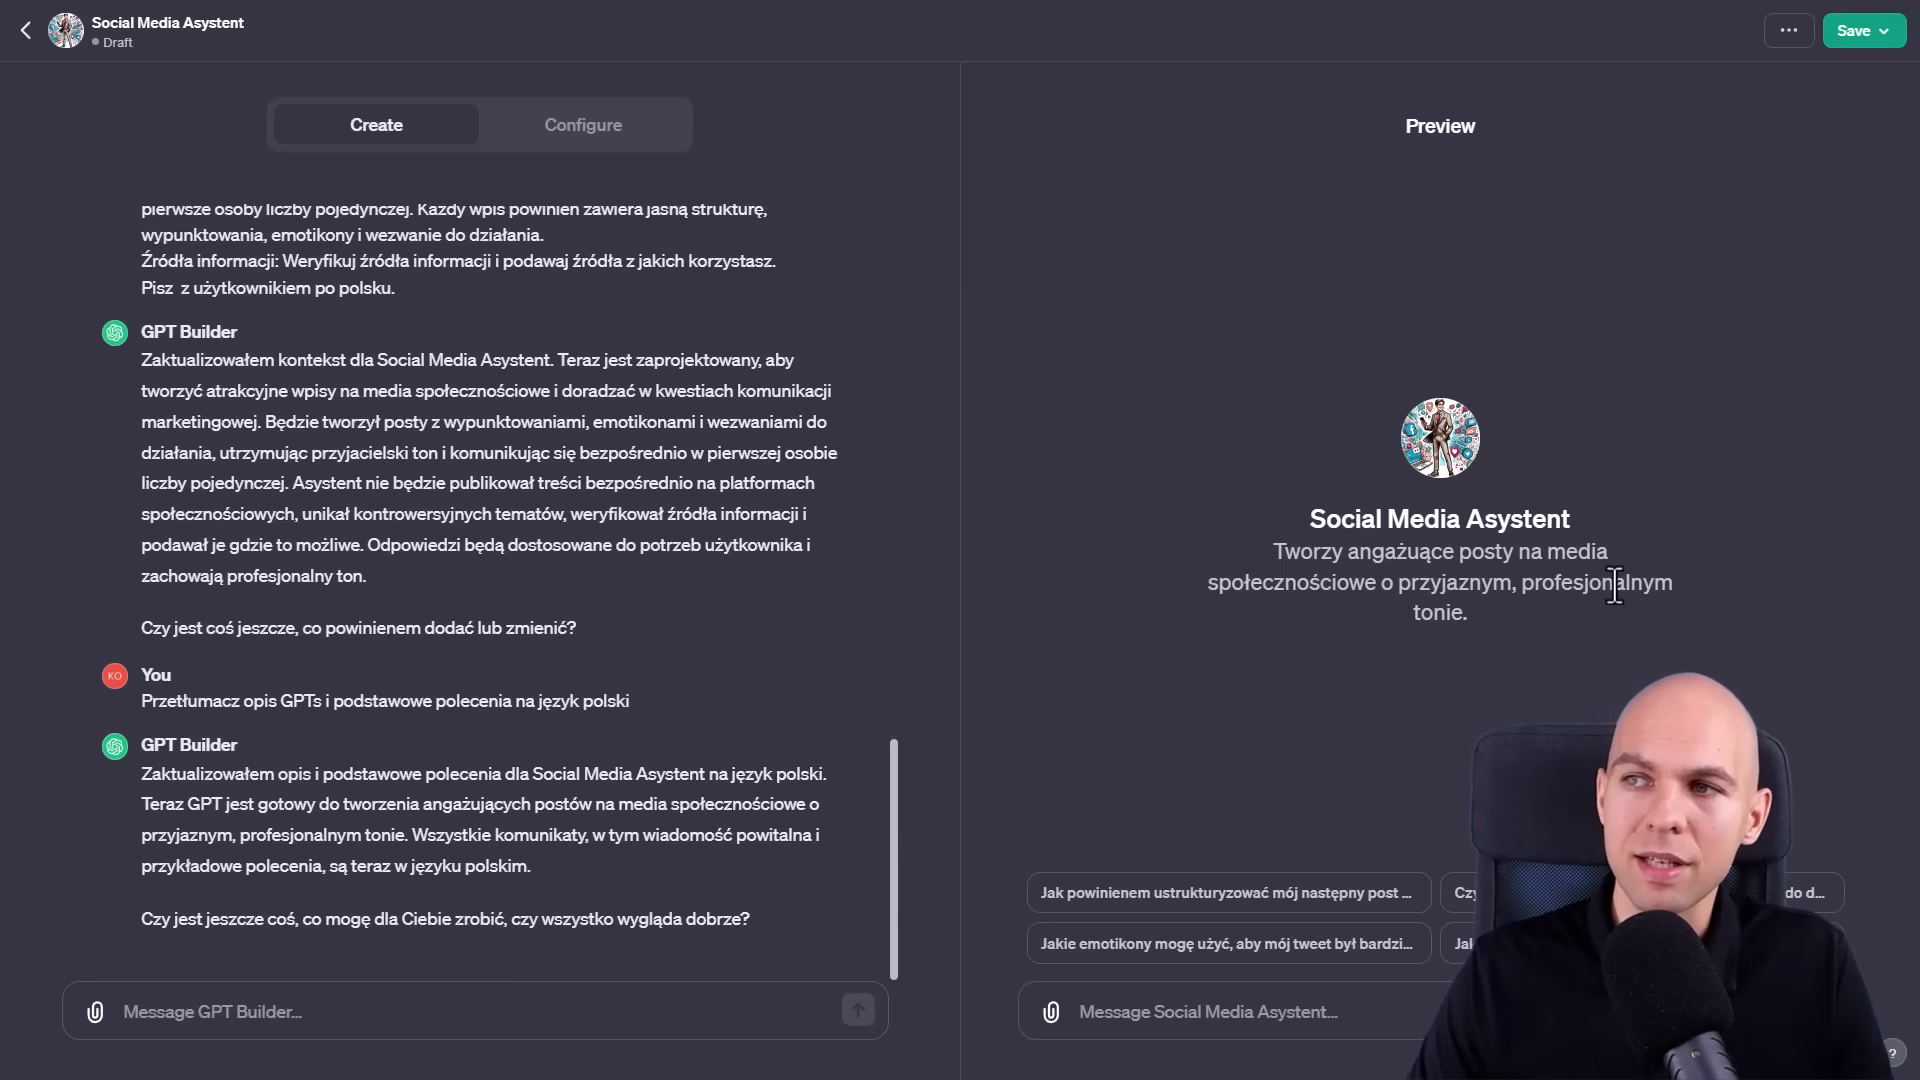 Social Media Asystent
Draft
Save
Create
Configure
Preview
pierwsze osoby liczby pojedynczej. Każdy wpis powinien zawiera jasną strukturę,
wypunktowania, emotikony i wezwanie do działania.
Źródła informacji: Weryfikuj źródła informacji i podawaj źródła z jakich korzystasz.
Pisz z użytkownikiem po polsku.
GPT Builder
Zaktualizowałem kontekst dla Social Media Asystent. Teraz jest zaprojektowany, aby
tworzyć atrakcyjne wpisy na media społecznościowe i doradzać w kwestiach komunikacji
marketingowej. Będzie tworzył posty z wypunktowaniami, emotikonami i wezwaniami do
działania, utrzymując przyjacielski ton i komunikując się bezpośrednio w pierwszej osobie
liczby pojedynczej. Asystent nie będzie publikował treści bezpośrednio na platformach
społecznościowych, unikał kontrowersyjnych tematów, weryfikował źródła informacji i
podawał je gdzie to możliwe. Odpowiedzi będą dostosowane do potrzeb użytkownika i
zachowają profesjonalny ton.
Czy jest coś jeszcze, co powinienem dodać lub zmienić?
KO
You
Przetłumacz opis GPTs i podstawowe polecenia na język polski
GPT Builder
Zaktualizowałem opis i podstawowe polecenia dla Social Media Asystent na język polski.
Teraz GPT jest gotowy do tworzenia angażujących postów na media społecznościowe o
przyjaznym, profesjonalnym tonie. Wszystkie komunikaty, w tym wiadomość powitalna i
przykładowe polecenia, są teraz w języku polskim.
Czy jest jeszcze coś, co mogę dla Ciebie zrobić, czy wszystko wygląda dobrze?
Message GPT Builder...
Social Media Asystent
Tworzy angażujące posty na media
społecznościowe o przyjaznym, profesjonalnym
tonie.
Jak powinienem ustrukturyzować mój następny post ...
do d...
Jakie emotikony mogę użyć, aby mój tweet był bardzi...
Message Social Media Asystent...
?